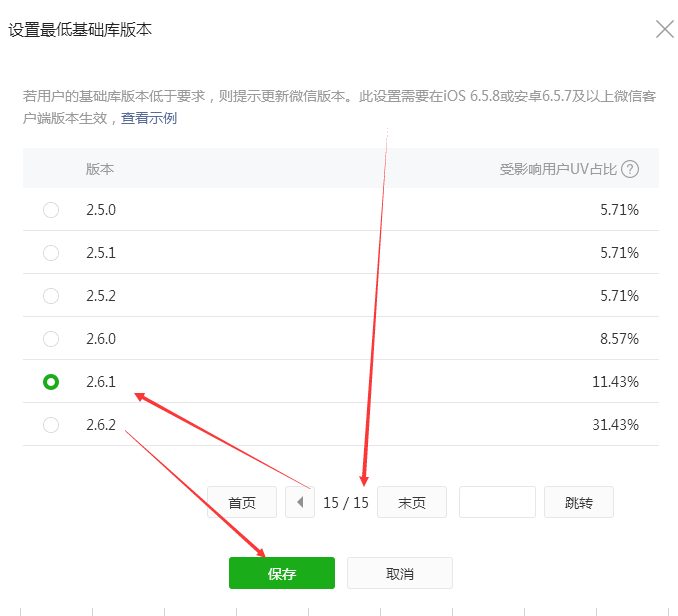 设置最低基础库版本
若用户的基础库版本低于要求，则提示更新微信版本。此设置需要在iOS 6.5.8或安卓6.5.7及以上微信客
户端版本生效，查看示例
版本 受影响用户UV占比 ?
2.5.0 5.71%
2.5.1 5.71%
2.5.2 5.71%
2.6.0 8.57%
2.6.1 11.43%
2.6.2 31.43%
首页 15 / 15 末页 跳转
保存 取消